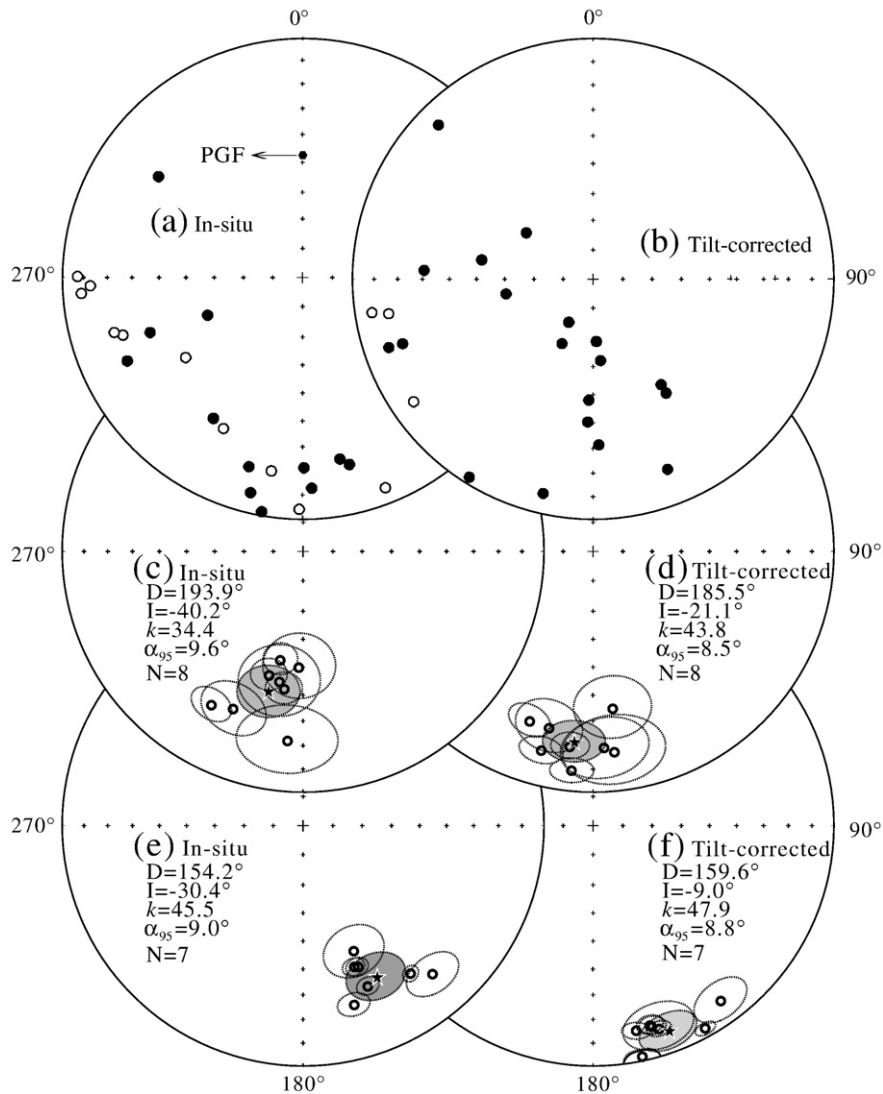 0°
0°
PGF
(a) In-situ
(b) Tilt-corrected
270°
90°
270°
90°
(c) In-situ
D=193.9°
I=-40.2°
k=34.4
α95=9.6°
N=8
(d) Tilt-corrected
D=185.5°
I=-21.1°
k=43.8
α95=8.5°
N=8
270°
90°
(e) In-situ
D=154.2°
I=-30.4°
k=45.5
α95=9.0°
N=7
(f) Tilt-corrected
D=159.6°
I=-9.0°
k=47.9
α95=8.8°
N=7
180°
180°